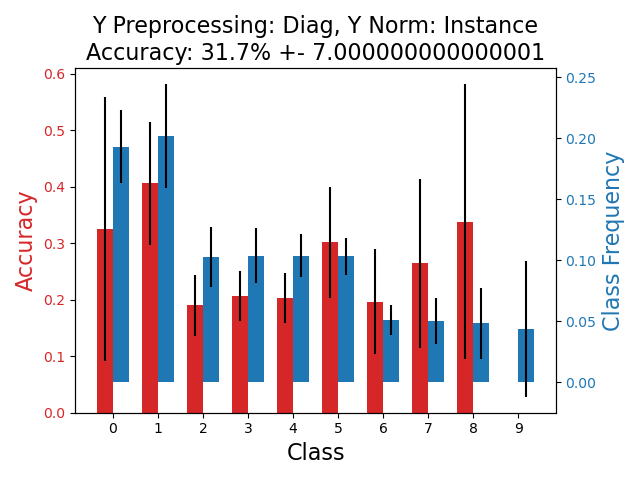 Y Preprocessing: Diag, Y Norm: Instance
Accuracy: 31.7% +- 7.000000000000001
0.6
0.5
0.4
0.3
0.2
0.1
0.0
Accuracy
0.25
0.20
0.15
0.10
0.05
0.00
Class Frequency
0 1 2 3 4 5 6 7 8 9
Class